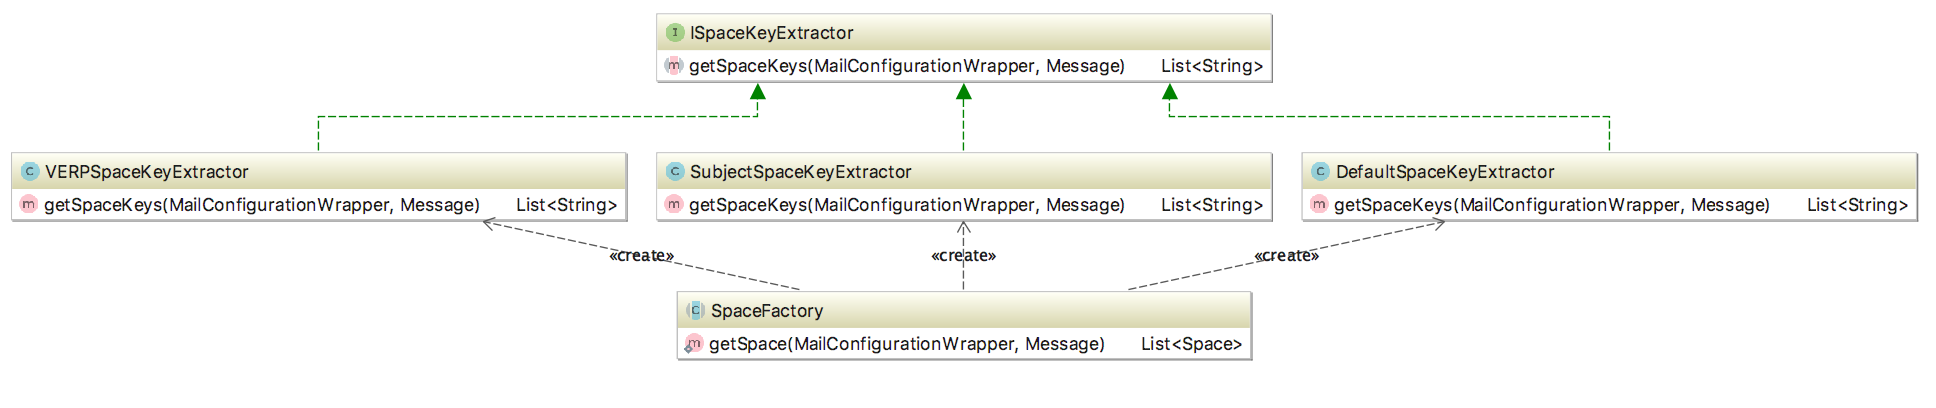 I ISpaceKeyExtractor
m getSpaceKeys(MailConfigurationWrapper, Message) List<String>
C VERPSpaceKeyExtractor
m getSpaceKeys(MailConfigurationWrapper, Message) List<String>
C SubjectSpaceKeyExtractor
m getSpaceKeys(MailConfigurationWrapper, Message) List<String>
C DefaultSpaceKeyExtractor
m getSpaceKeys(MailConfigurationWrapper, Message) List<String>
«create» «create» «create»
C SpaceFactory
m getSpace(MailConfigurationWrapper, Message) List<Space>